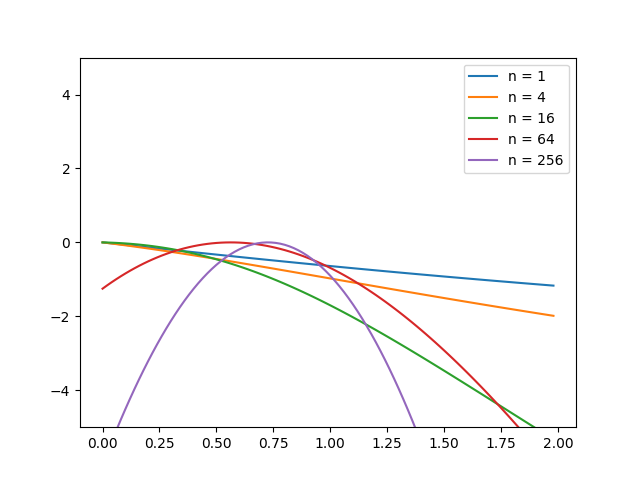 n = 1
n = 4
n = 16
n = 64
n = 256
4
2
0
−2
−4
0.00 0.25 0.50 0.75 1.00 1.25 1.50 1.75 2.00